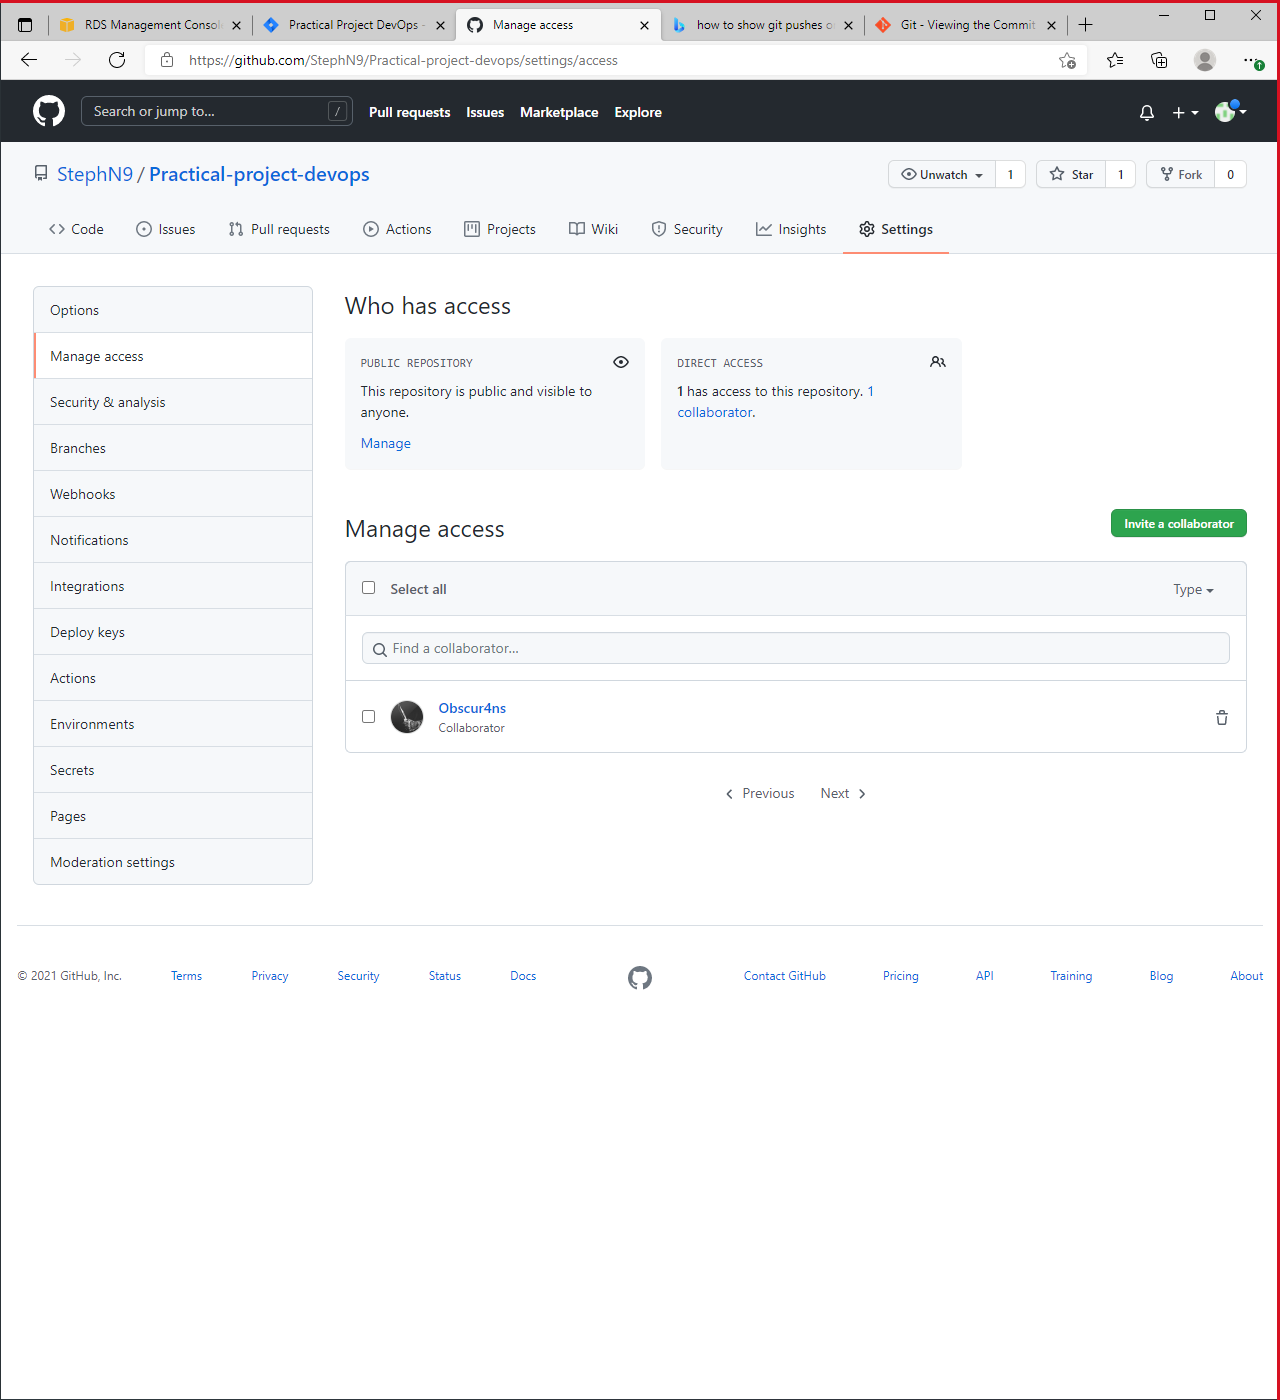 RDS Management Consol
Practical Project DevOps -
Manage access
how to show git pushes o
Git - Viewing the Commit
https://github.com/StephN9/Practical-project-devops/settings/access
Search or jump to...
/
Pull requests
Issues
Marketplace
Explore
StephN9 / Practical-project-devops
Unwatch
1
Star
1
Fork
0
Code
Issues
Pull requests
Actions
Projects
Wiki
Security
Insights
Settings
Options
Manage access
Security & analysis
Branches
Webhooks
Notifications
Integrations
Deploy keys
Actions
Environments
Secrets
Pages
Moderation settings
Who has access
PUBLIC REPOSITORY
This repository is public and visible to
anyone.
Manage
DIRECT ACCESS
1 has access to this repository. 1
collaborator.
Manage access
Invite a collaborator
Select all
Type
Find a collaborator...
Obscur4ns
Collaborator
Previous
Next
© 2021 GitHub, Inc.
Terms
Privacy
Security
Status
Docs
Contact GitHub
Pricing
API
Training
Blog
About